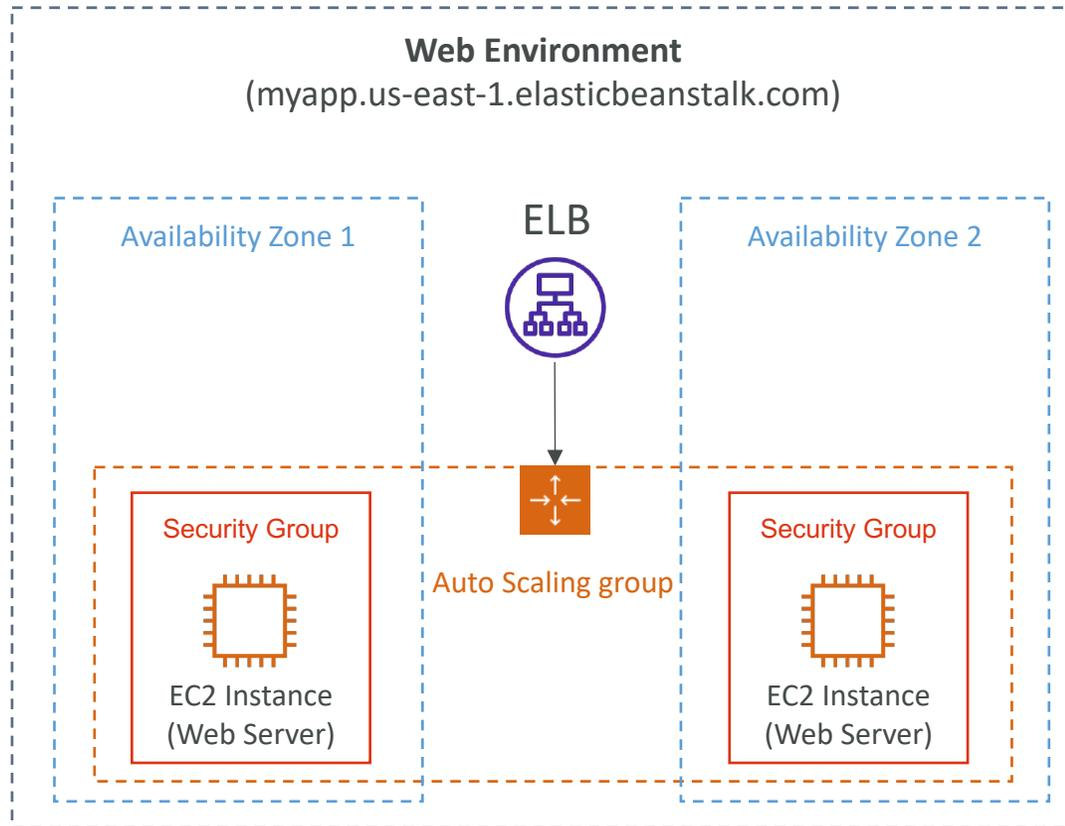 Web Environment
(myapp.us-east-1.elasticbeanstalk.com)
Availability Zone 1
ELB
Availability Zone 2
Security Group
Auto Scaling group
Security Group
EC2 Instance
(Web Server)
EC2 Instance
(Web Server)